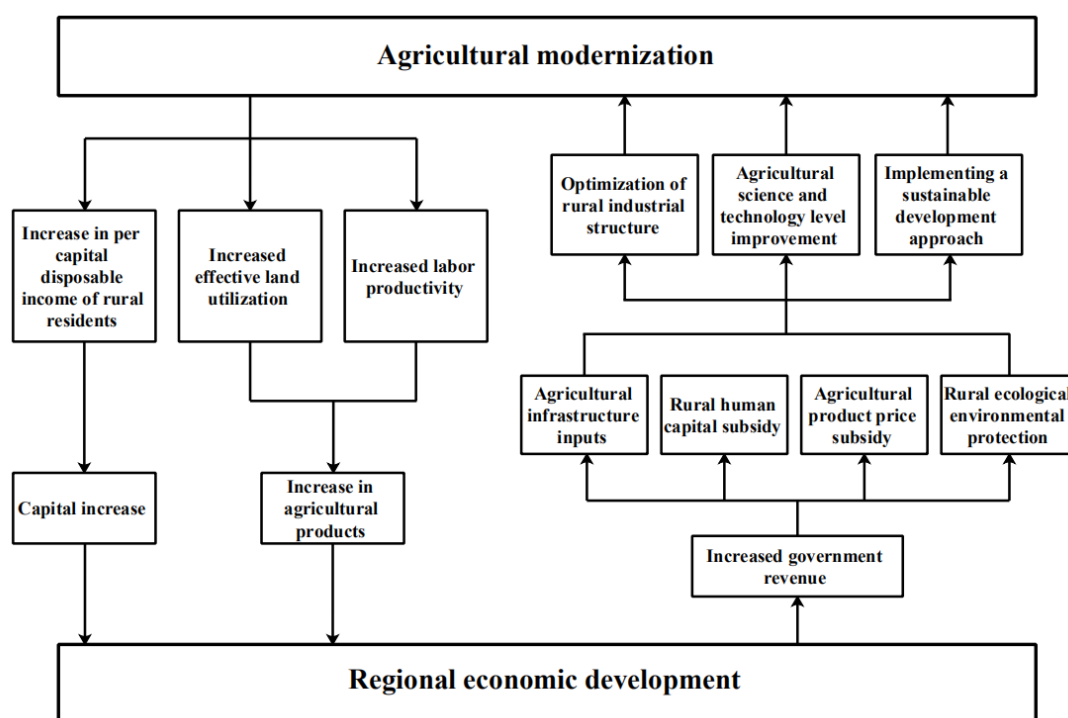 Agricultural modernization
Optimization of
rural industrial
structure
Agricultural
science and
technology level
improvement
Implementing a
sustainable
development
approach
Increase in per
capital
disposable
income of rural
residents
Increased
effective land
utilization
Increased labor
productivity
Agricultural
infrastructure
inputs
Rural human
capital subsidy
Agricultural
product price
subsidy
Rural ecological
environmental
protection
Capital increase
Increase in
agricultural
products
Increased government
revenue
Regional economic development